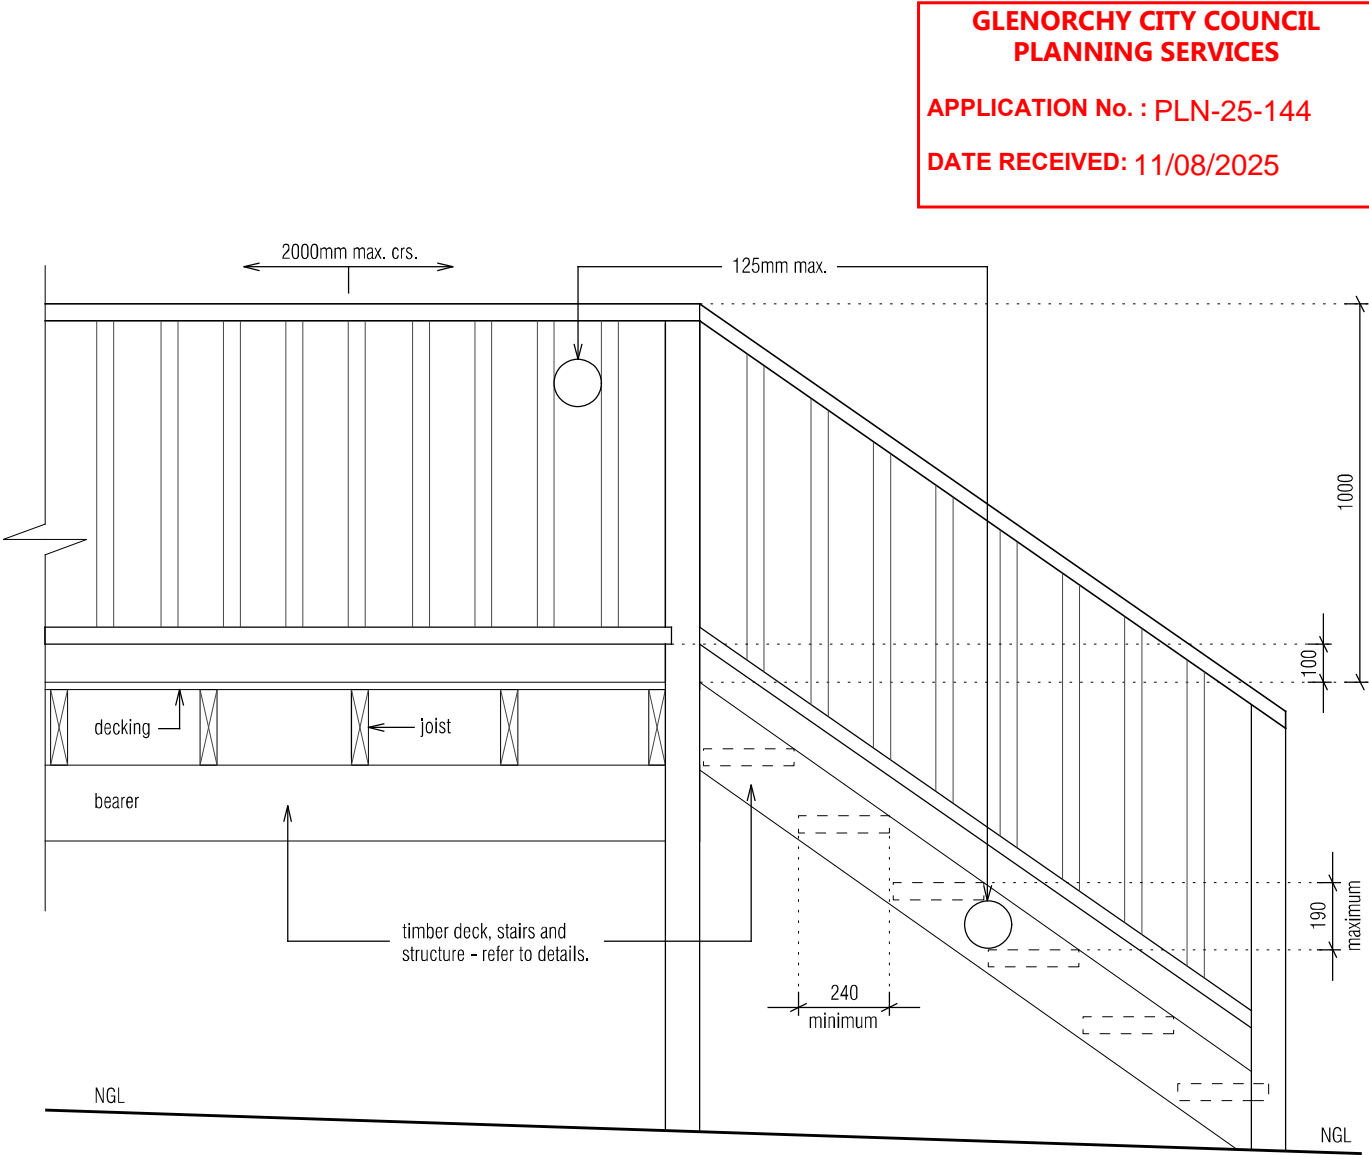 GLENORCHY CITY COUNCIL
PLANNING SERVICES
APPLICATION No. : PLN-25-144
DATE RECEIVED: 11/08/2025
2000mm max. crs.
125mm max.
1000
100
decking
joist
bearer
190
maximum
timber deck, stairs and
structure - refer to details.
240
minimum
NGL
NGL